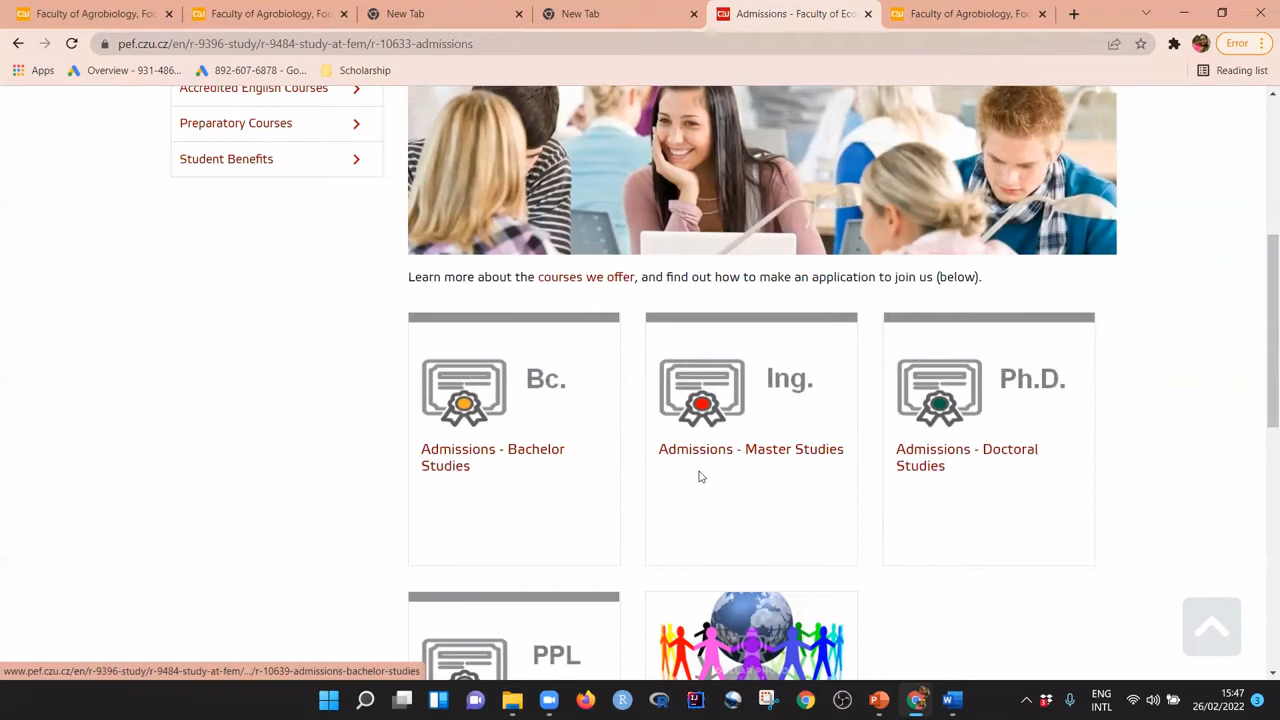 Faculty of Agrobiology, Foo
Faculty of Agrobiology, Foo
New Tab
New Tab
Admissions - Faculty of Eco
Faculty of Agrobiology, Foo
pef.czu.cz/en/r-9396-study/r-9484-study-at-fem/r-10633-admissions
Error
Apps
Overview - 931-486...
892-607-6878 - Go...
Scholarship
Reading list
Accredited English Courses
Preparatory Courses
Student Benefits
Learn more about the courses we offer, and find out how to make an application to join us (below).
Bc.
Ing.
Ph.D.
Admissions - Bachelor
Studies
Admissions - Master Studies
Admissions - Doctoral
Studies
PPL
www.pef.czu.cz/en/r-9396-study/r-9484-study-at-fem/.../r-10639-admissions-bachelor-studies
ENG
INTL
15:47
26/02/2022
3